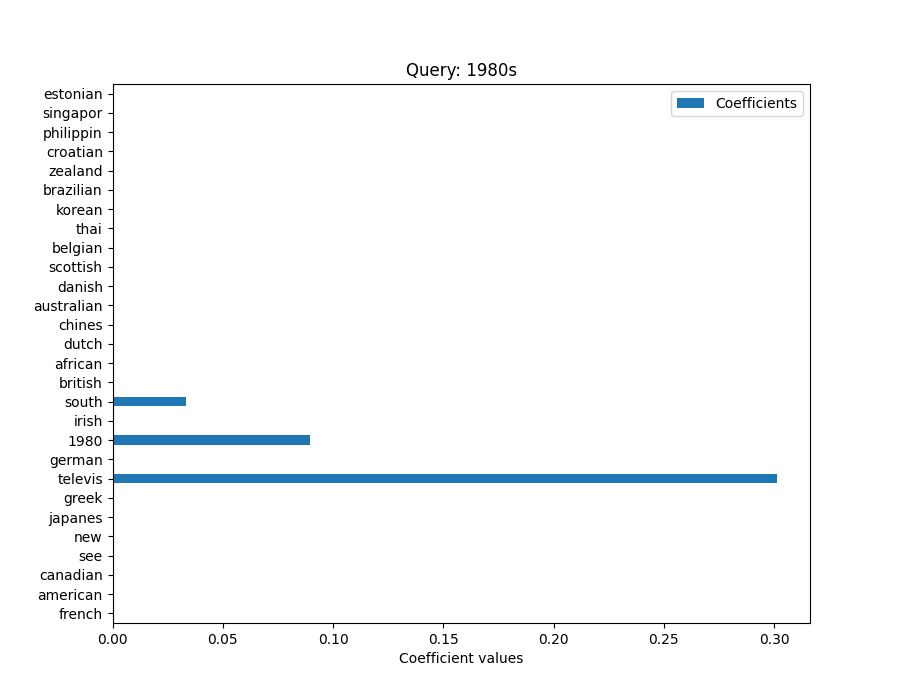 Query: 1980s
Coefficients
estonian
singapor
philippin
croatian
zealand
brazilian
korean
thai
belgian
scottish
danish
australian
chines
dutch
african
british
south
irish
1980
german
televis
greek
japanes
new
see
canadian
american
french
0.00 0.05 0.10 0.15 0.20 0.25 0.30
Coefficient values